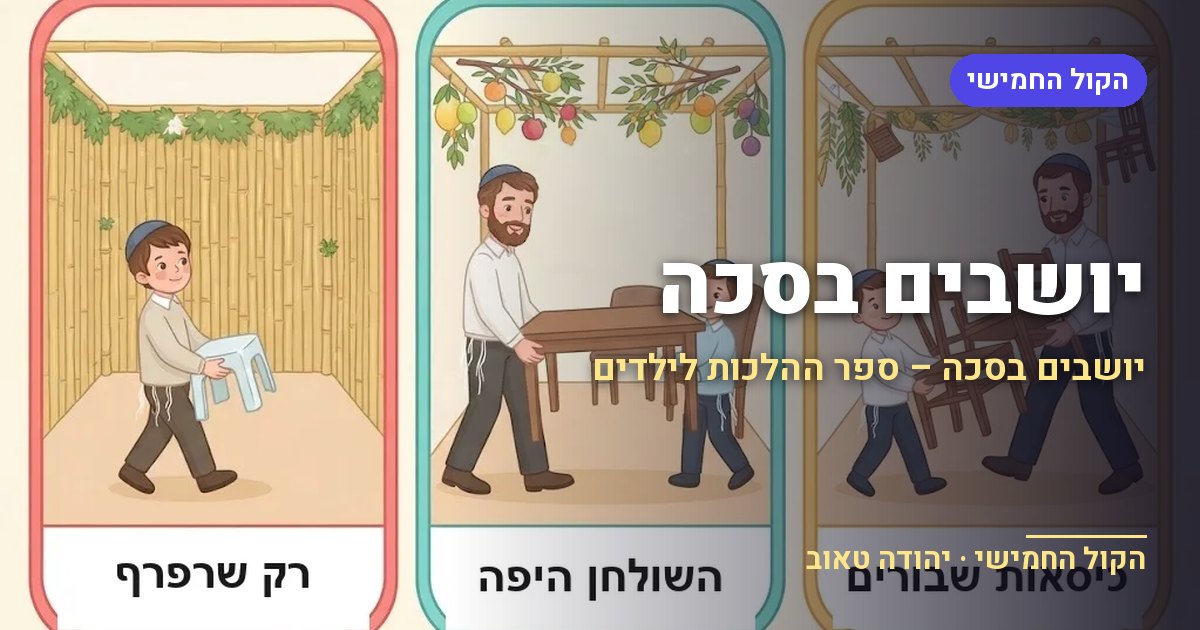 הקול החמישי
יושבים בסכה
יושבים בסכה – ספר ההלכות לילדים
הקול החמישי · יהודה טאוב
כיסאות שבורים
השולחן היפה
רק שרפרף